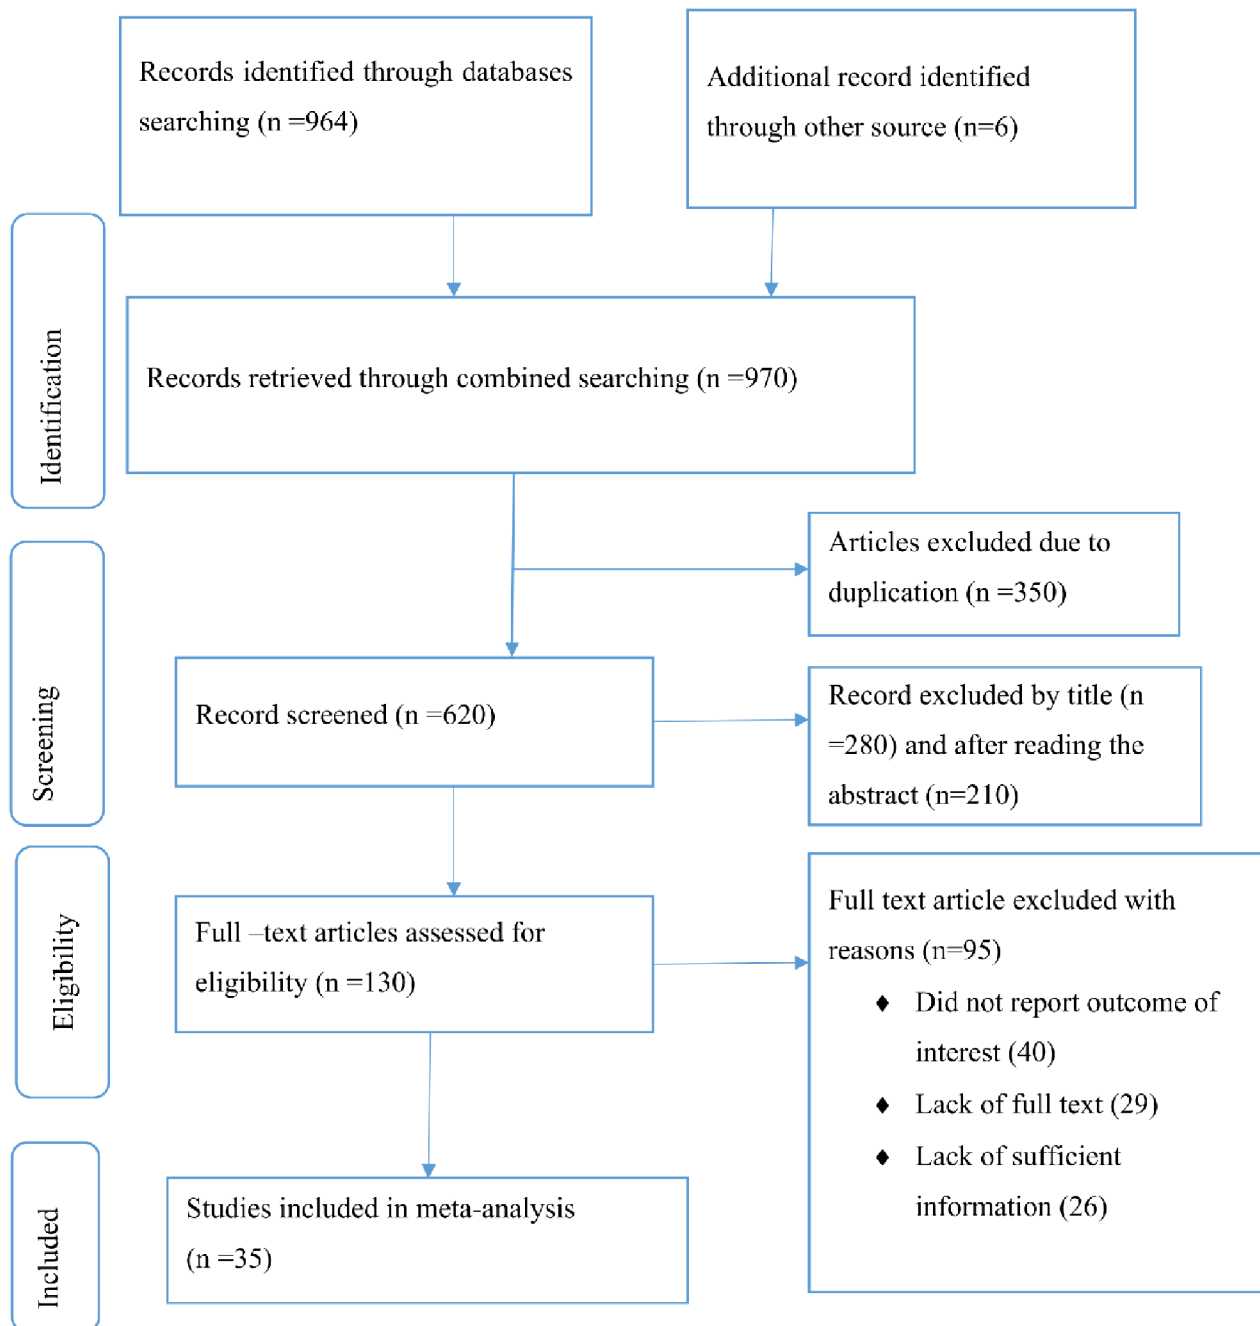 Records identified through databases
searching (n =964)
Additional record identified
through other source (n=6)
Identification
Records retrieved through combined searching (n =970)
Articles excluded due to
duplication (n =350)
Screening
Record screened (n =620)
Record excluded by title (n
=280) and after reading the
abstract (n=210)
Eligibility
Full –text articles assessed for
eligibility (n =130)
Full text article excluded with
reasons (n=95)
♦ Did not report outcome of
interest (40)
♦ Lack of full text (29)
♦ Lack of sufficient
information (26)
Included
Studies included in meta-analysis
(n =35)